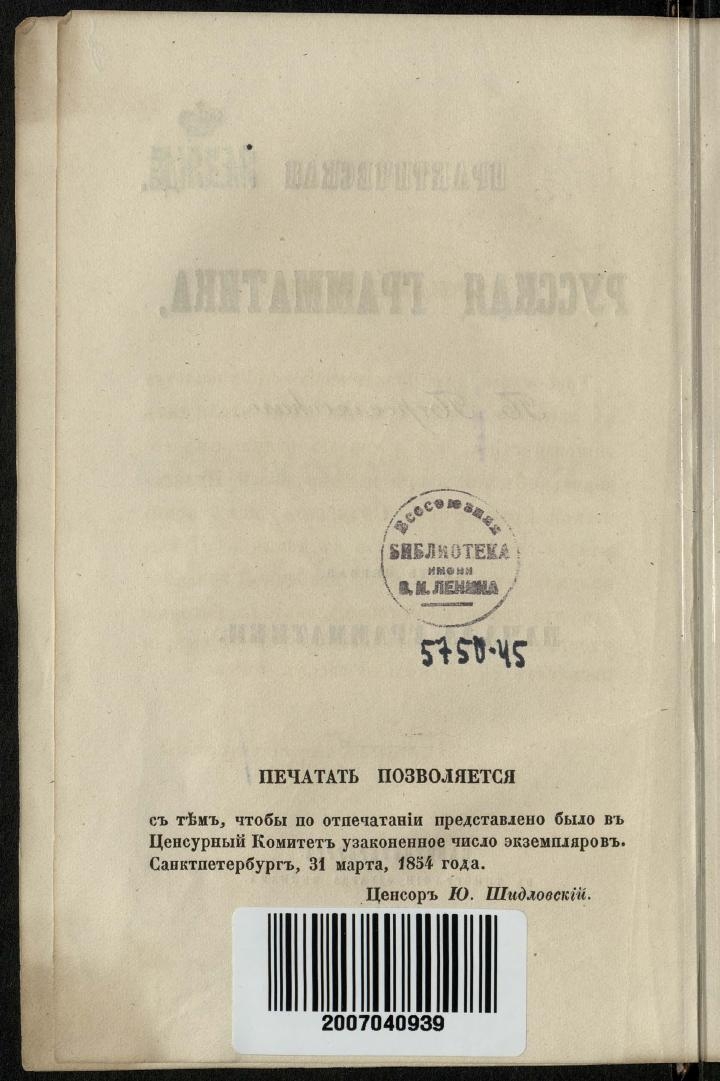 Всесоюзная
БИБЛИОТЕКА
ИМЕНИ
В. И. ЛЕНИНА
5750-45
ПЕЧАТАТЬ ПОЗВОЛЯЕТСЯ
съ тѣмъ, чтобы по отпечатаніи представлено было въ
Ценсурный Комитетъ узаконенное число экземпляровъ.
Санктпетербургъ, 31 марта, 1854 года.
Ценсоръ Ю. Шидловскій.
2007040939